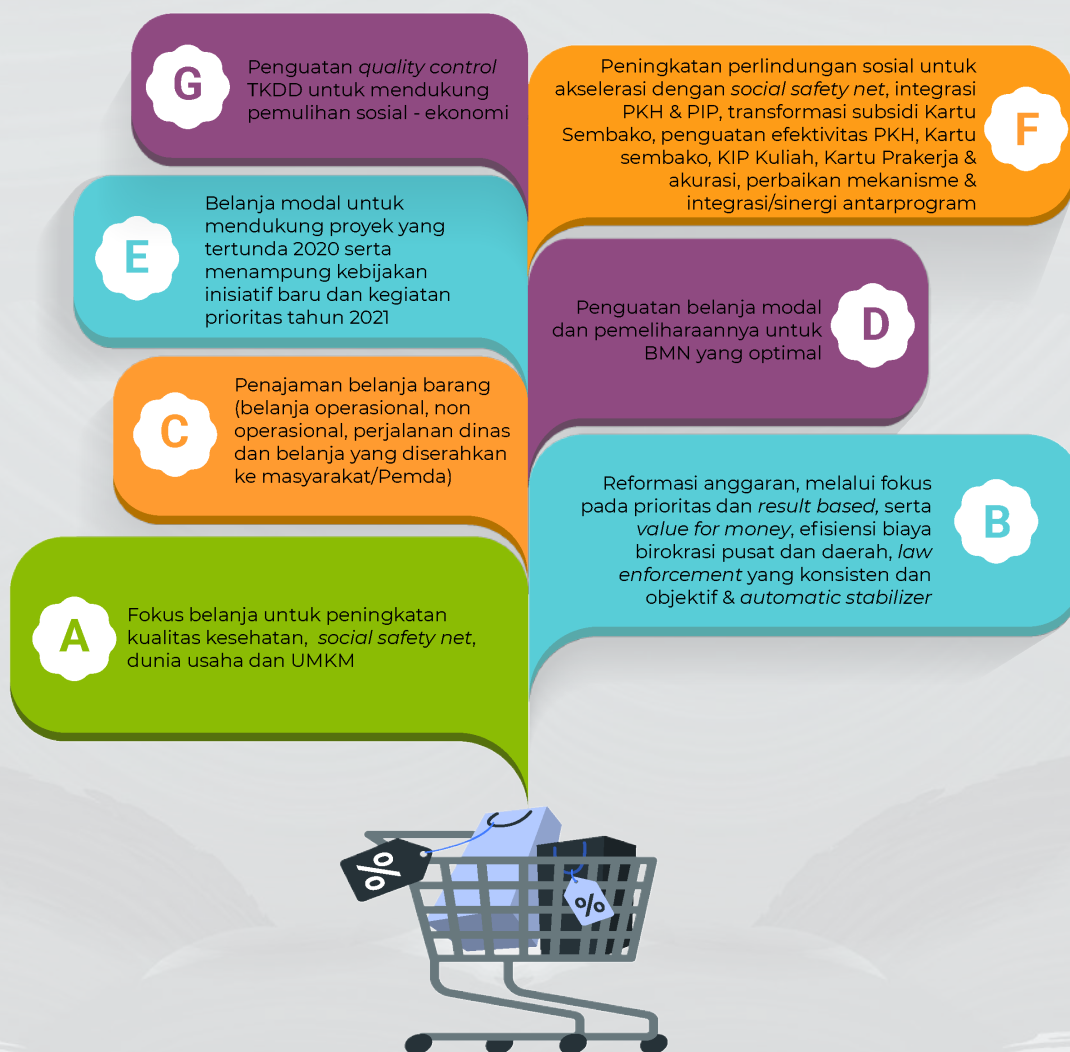 G
Penguatan quality control
TKDD untuk mendukung
pemulihan sosial - ekonomi
Peningkatan perlindungan sosial untuk
akselerasi dengan social safety net, integrasi
PKH & PIP, transformasi subsidi Kartu
Sembako, penguatan efektivitas PKH, Kartu
sembako, KIP Kuliah, Kartu Prakerja &
akurasi, perbaikan mekanisme &
integrasi/sinergi antarprogram
F
E
Belanja modal untuk
mendukung proyek yang
tertunda 2020 serta
menampung kebijakan
inisiatif baru dan kegiatan
prioritas tahun 2021
Penguatan belanja modal
dan pemeliharaannya untuk
BMN yang optimal
D
C
Penajaman belanja barang
(belanja operasional, non
operasional, perjalanan dinas
dan belanja yang diserahkan
ke masyarakat/Pemda)
Reformasi anggaran, melalui fokus
pada prioritas dan result based, serta
value for money, efisiensi biaya
birokrasi pusat dan daerah, law
enforcement yang konsisten dan
objektif & automatic stabilizer
B
A
Fokus belanja untuk peningkatan
kualitas kesehatan, social safety net,
dunia usaha dan UMKM
%
%